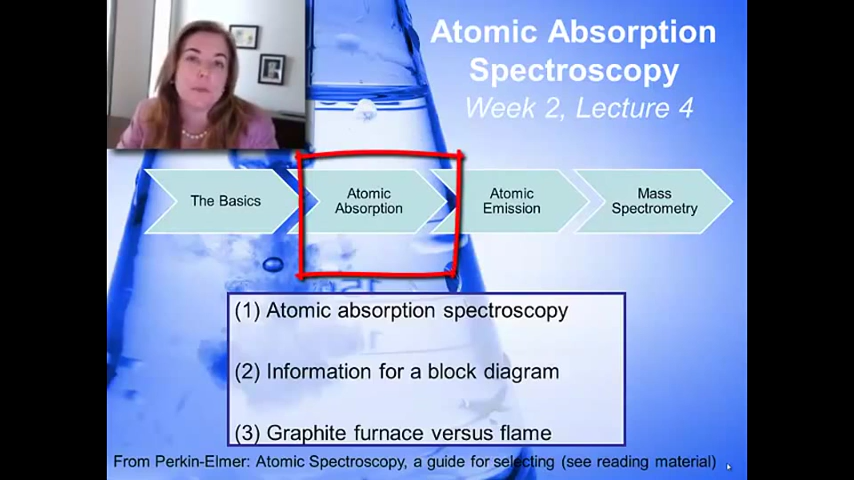 Atomic Absorption
Spectroscopy
Week 2, Lecture 4
The Basics
Atomic
Absorption
Atomic
Emission
Mass
Spectrometry
(1) Atomic absorption spectroscopy
(2) Information for a block diagram
(3) Graphite furnace versus flame
From Perkin-Elmer: Atomic Spectroscopy, a guide for selecting (see reading material)